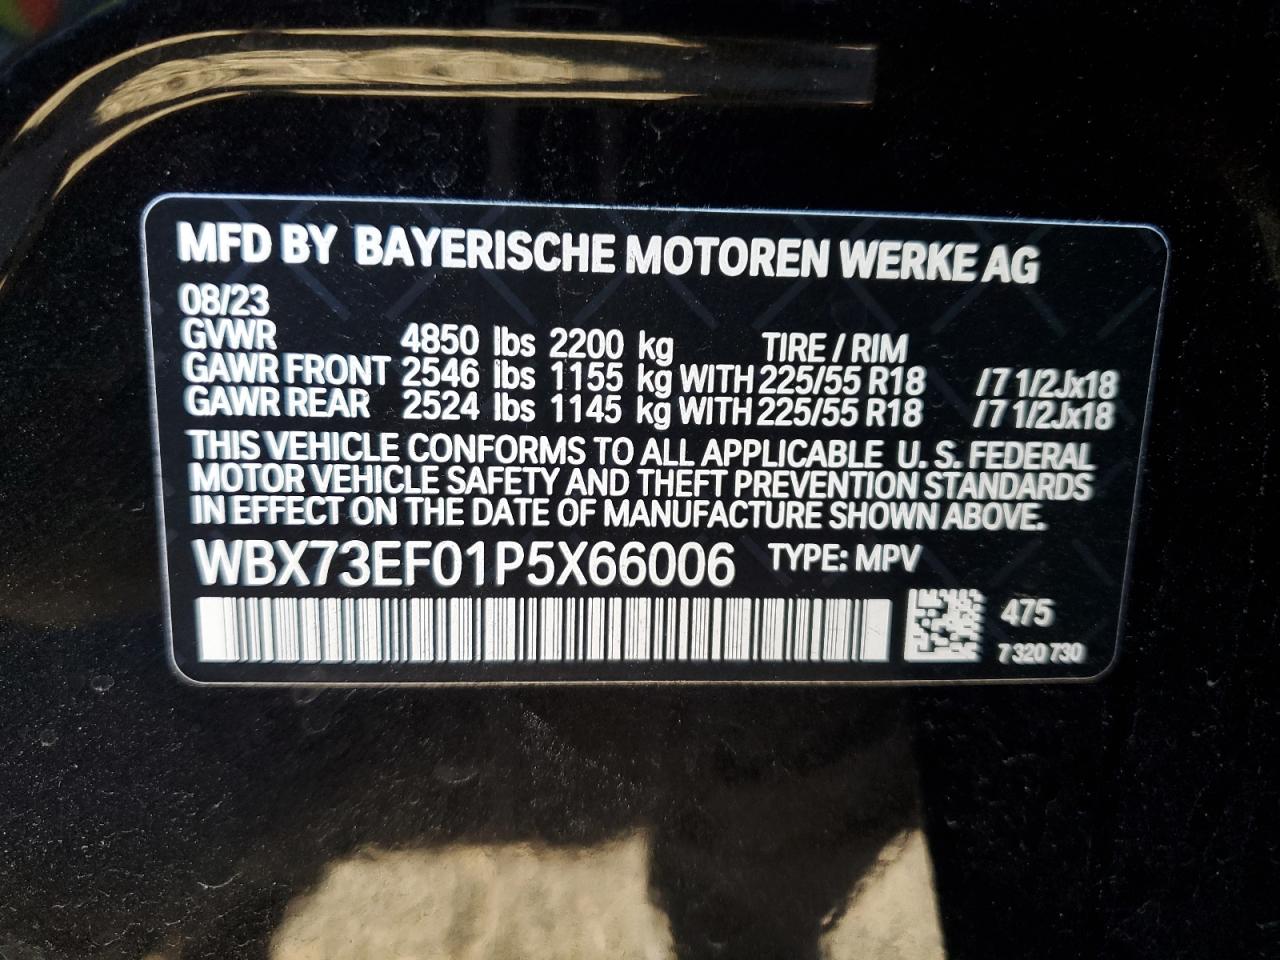 MFD BY BAYERISCHE MOTOREN WERKE AG
08/23
GVWR 4850 lbs 2200 kg TIRE / RIM
GAWR FRONT 2546 lbs 1155 kg WITH 225/55 R18 /7 1/2Jx18
GAWR REAR 2524 lbs 1145 kg WITH 225/55 R18 /7 1/2Jx18
THIS VEHICLE CONFORMS TO ALL APPLICABLE U. S. FEDERAL
MOTOR VEHICLE SAFETY AND THEFT PREVENTION STANDARDS
IN EFFECT ON THE DATE OF MANUFACTURE SHOWN ABOVE.
WBX73EF01P5X66006 TYPE: MPV
475
7 320 730